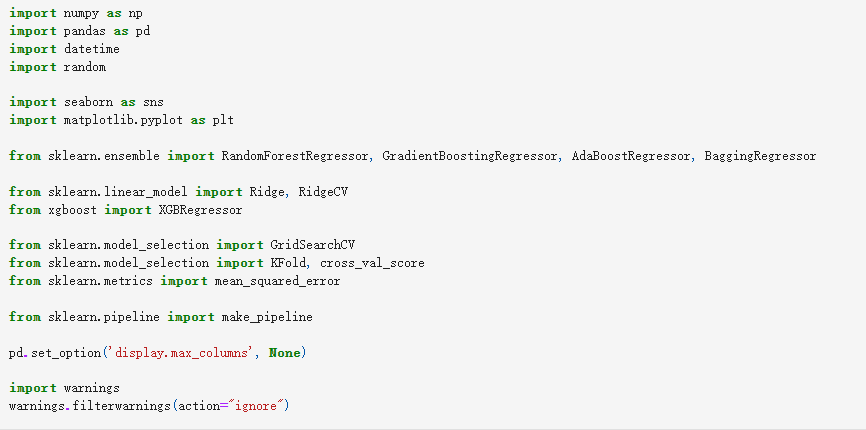 import numpy as np
import pandas as pd
import datetime
import random
import seaborn as sns
import matplotlib.pyplot as plt
from sklearn.ensemble import RandomForestRegressor, GradientBoostingRegressor, AdaBoostRegressor, BaggingRegressor
from sklearn.linear_model import Ridge, RidgeCV
from xgboost import XGBRegressor
from sklearn.model_selection import GridSearchCV
from sklearn.model_selection import KFold, cross_val_score
from sklearn.metrics import mean_squared_error
from sklearn.pipeline import make_pipeline
pd.set_option('display.max_columns', None)
import warnings
warnings.filterwarnings(action="ignore")